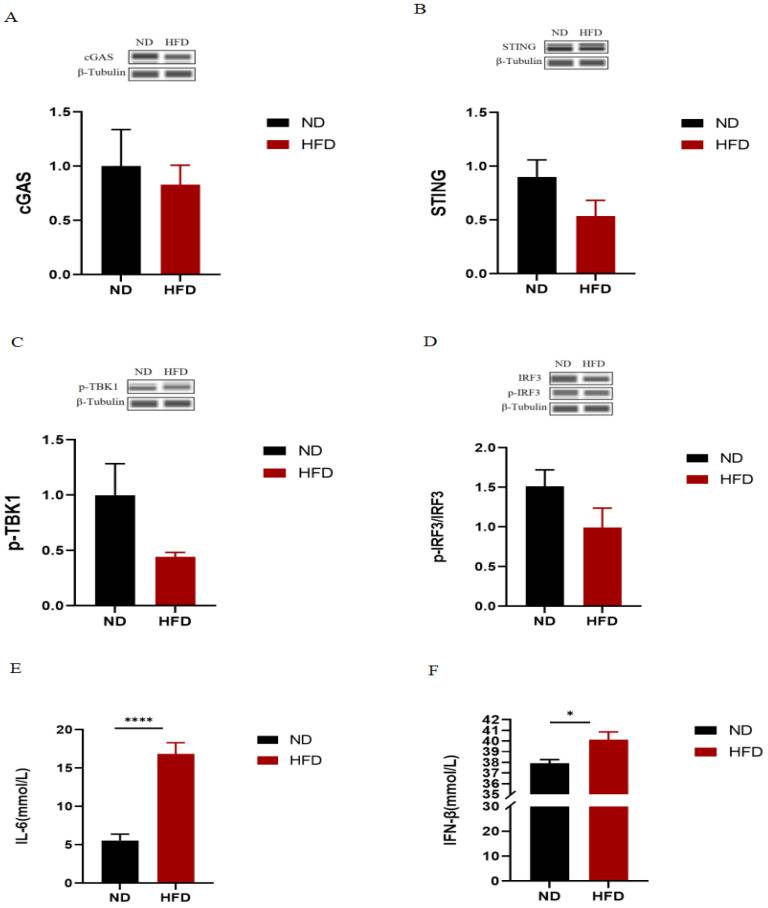 A
ND HFD
cGAS
β-Tubulin
1.5
1.0
0.5
0.0
cGAS
ND HFD
ND
HFD
B
ND HFD
STING
β-Tubulin
1.5
1.0
0.5
0.0
STING
ND HFD
ND
HFD
C
ND HFD
p-TBK1
β-Tubulin
1.5
1.0
0.5
0.0
p-TBK1
ND HFD
ND
HFD
D
ND HFD
IRF3
p-IRF3
β-Tubulin
2.0
1.5
1.0
0.5
0.0
p-IRF3/IRF3
ND HFD
ND
HFD
E
****
20
15
10
5
0
IL-6(mmol/L)
ND HFD
ND
HFD
F
*
42
41
40
39
38
37
36
35
30
20
10
0
IFN-β(mmol/L)
ND HFD
ND
HFD